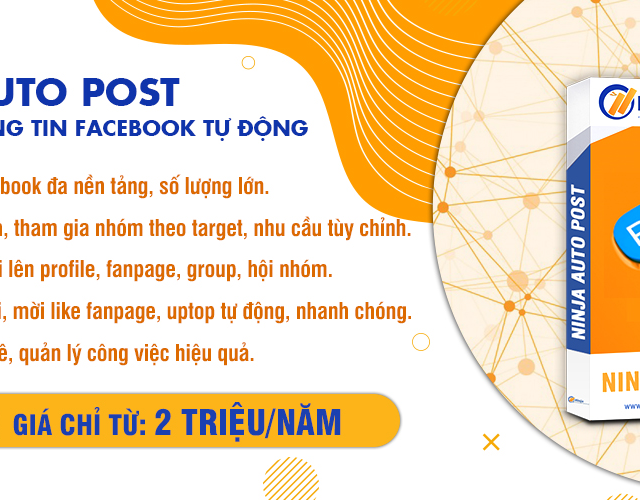 UTO POST
NG TIN FACEBOOK TỰ ĐỘNG
book đa nền tảng, số lượng lớn.
, tham gia nhóm theo target, nhu cầu tùy chỉnh.
i lên profile, fanpage, group, hội nhóm.
i, mời like fanpage, uptop tự động, nhanh chóng.
ê, quản lý công việc hiệu quả.
GIÁ CHỈ TỪ: 2 TRIỆU/NĂM
NINJA AUTO POST
NIN
www.